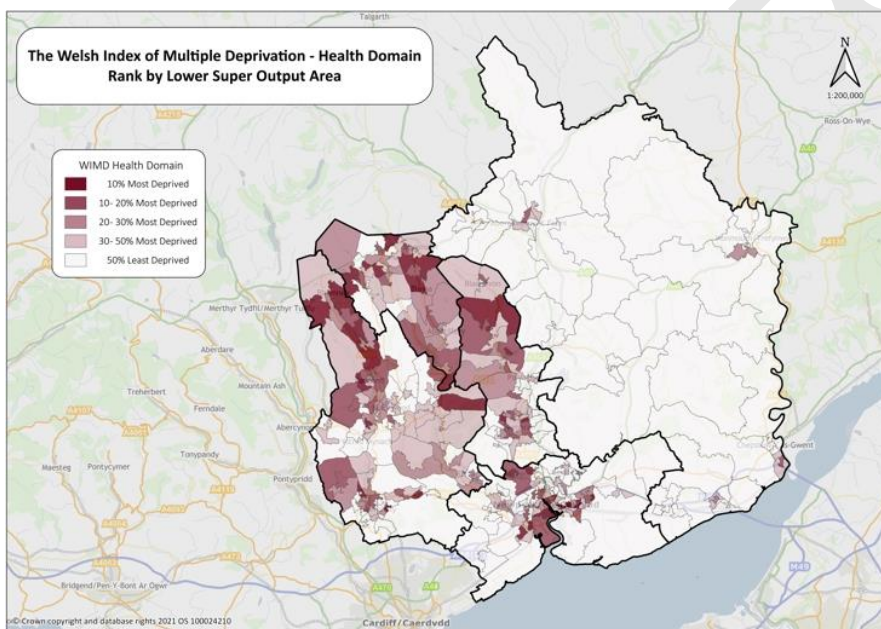 Talgarth
The Welsh Index of Multiple Deprivation - Health Domain
Rank by Lower Super Output Area
N
1:200,000
Ross-On-Wye
WIMD Health Domain
10% Most Deprived
10- 20% Most Deprived
20- 30% Most Deprived
30- 50% Most Deprived
50% Least Deprived
Merthyr Tydfil/Merthyr
Aberdare
Treherbert
Mountain Ash
Ferndale
Maesteg
Pontycymer
Tonypandy
Pontypridd
M49
Bridgend/Pen-Y-Bont Ar Ogwr
© Crown copyright and database rights 2021 OS 100024210
Cardiff/Caerdydd